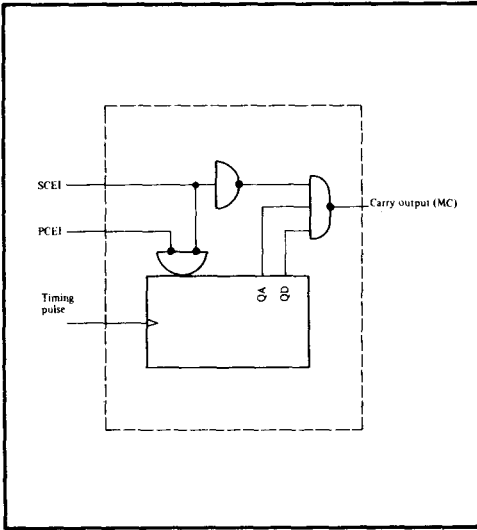 SCEI
PCEI
Carry output (MC)
Timing
pulse
QA
QD